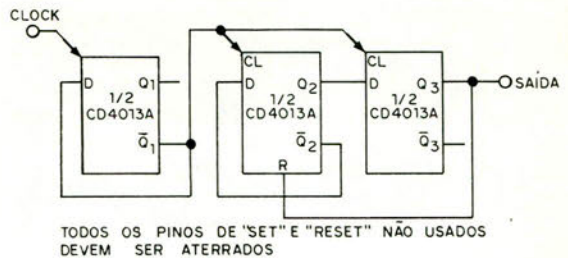 CLOCK
D Q1
1/2
CD4013A
Q̅1
CL
D Q2
1/2
CD4013A
Q̅2
R
CL
D Q3
1/2
CD4013A
Q̅3
SAÍDA
TODOS OS PINOS DE "SET" E "RESET" NÃO USADOS
DEVEM SER ATERRADOS